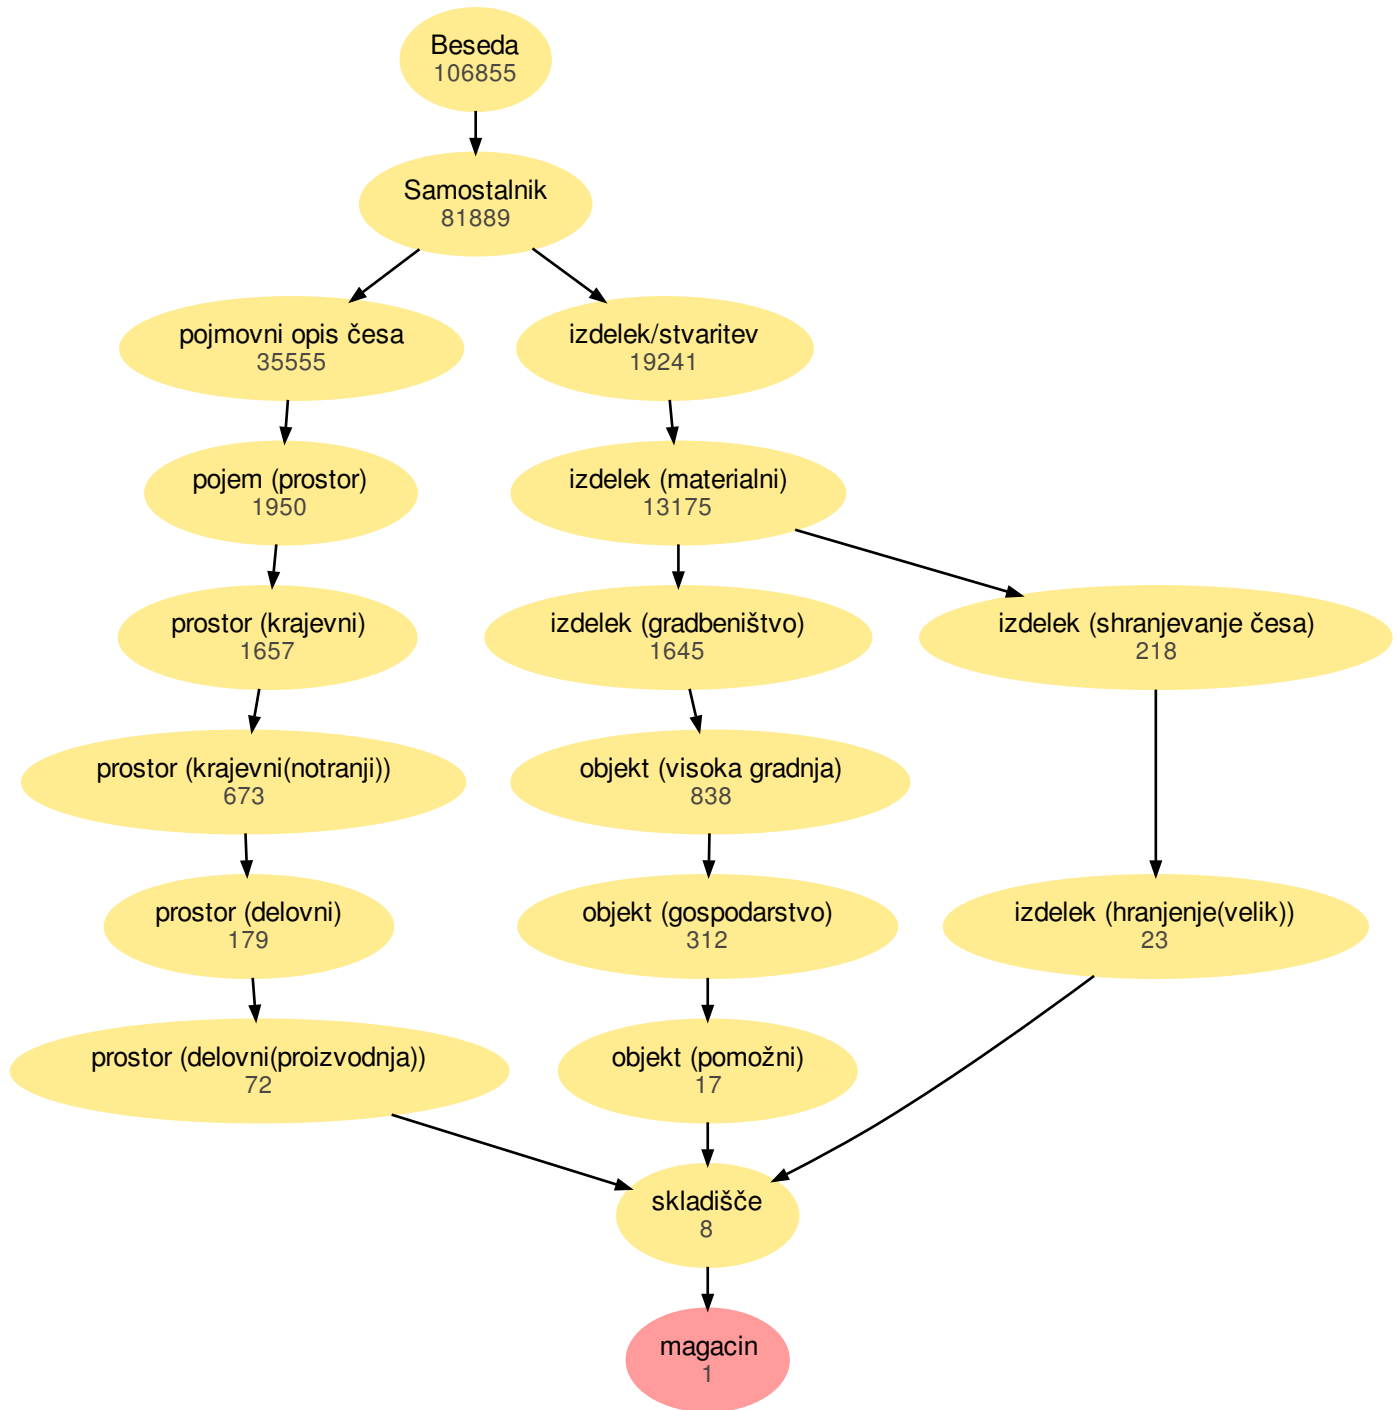 Beseda
106855
Samostalnik
81889
pojmovni opis česa
35555
izdelek/stvaritev
19241
pojem (prostor)
1950
izdelek (materialni)
13175
prostor (krajevni)
1657
izdelek (gradbeništvo)
1645
izdelek (shranjevanje česa)
218
prostor (krajevni(notranji))
673
objekt (visoka gradnja)
838
prostor (delovni)
179
objekt (gospodarstvo)
312
izdelek (hranjenje(velik))
23
prostor (delovni(proizvodnja))
72
objekt (pomožni)
17
skladišče
8
magacin
1